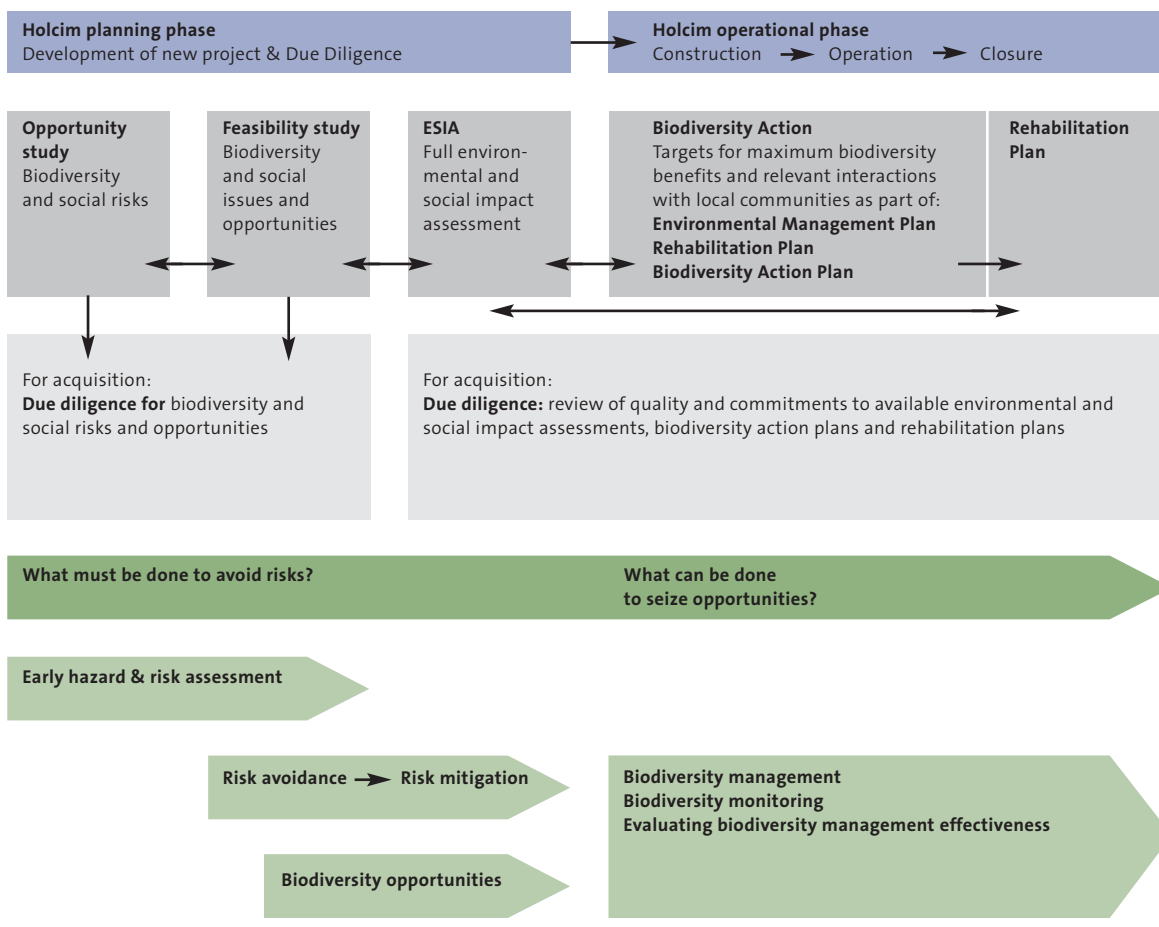 Holcim planning phase
Development of new project & Due Diligence
Holcim operational phase
Construction Operation Closure
Opportunity
study
Biodiversity
and social risks
Feasibility study
Biodiversity
and social
issues and
opportunities
ESIA
Full environ-
mental and
social impact
assessment
Biodiversity Action
Targets for maximum biodiversity
benefits and relevant interactions
with local communities as part of:
Environmental Management Plan
Rehabilitation Plan
Biodiversity Action Plan
Rehabilitation
Plan
For acquisition:
Due diligence for biodiversity and
social risks and opportunities
For acquisition:
Due diligence: review of quality and commitments to available environmental and
social impact assessments, biodiversity action plans and rehabilitation plans
What must be done to avoid risks?
What can be done
to seize opportunities?
Early hazard & risk assessment
Risk avoidance Risk mitigation
Biodiversity opportunities
Biodiversity management
Biodiversity monitoring
Evaluating biodiversity management effectiveness